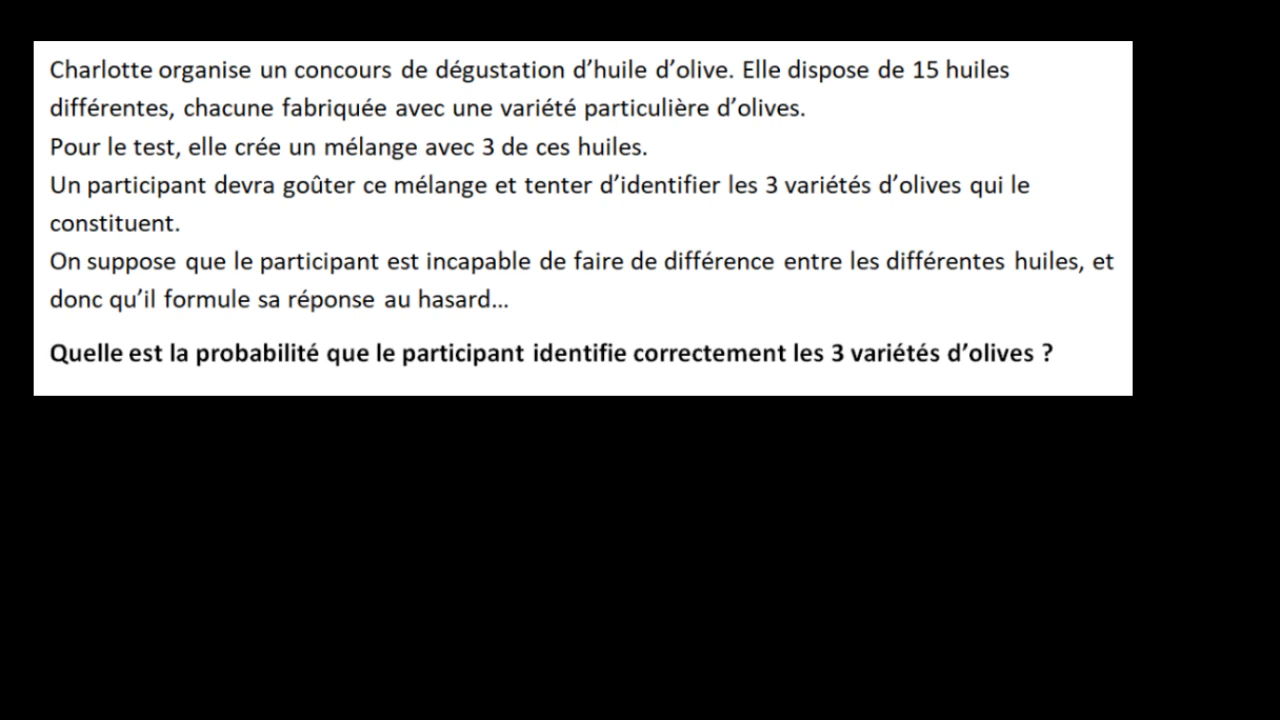 Charlotte organise un concours de dégustation d’huile d’olive. Elle dispose de 15 huiles
différentes, chacune fabriquée avec une variété particulière d’olives.
Pour le test, elle crée un mélange avec 3 de ces huiles.
Un participant devra goûter ce mélange et tenter d’identifier les 3 variétés d’olives qui le
constituent.
On suppose que le participant est incapable de faire de différence entre les différentes huiles, et
donc qu’il formule sa réponse au hasard…
Quelle est la probabilité que le participant identifie correctement les 3 variétés d’olives ?